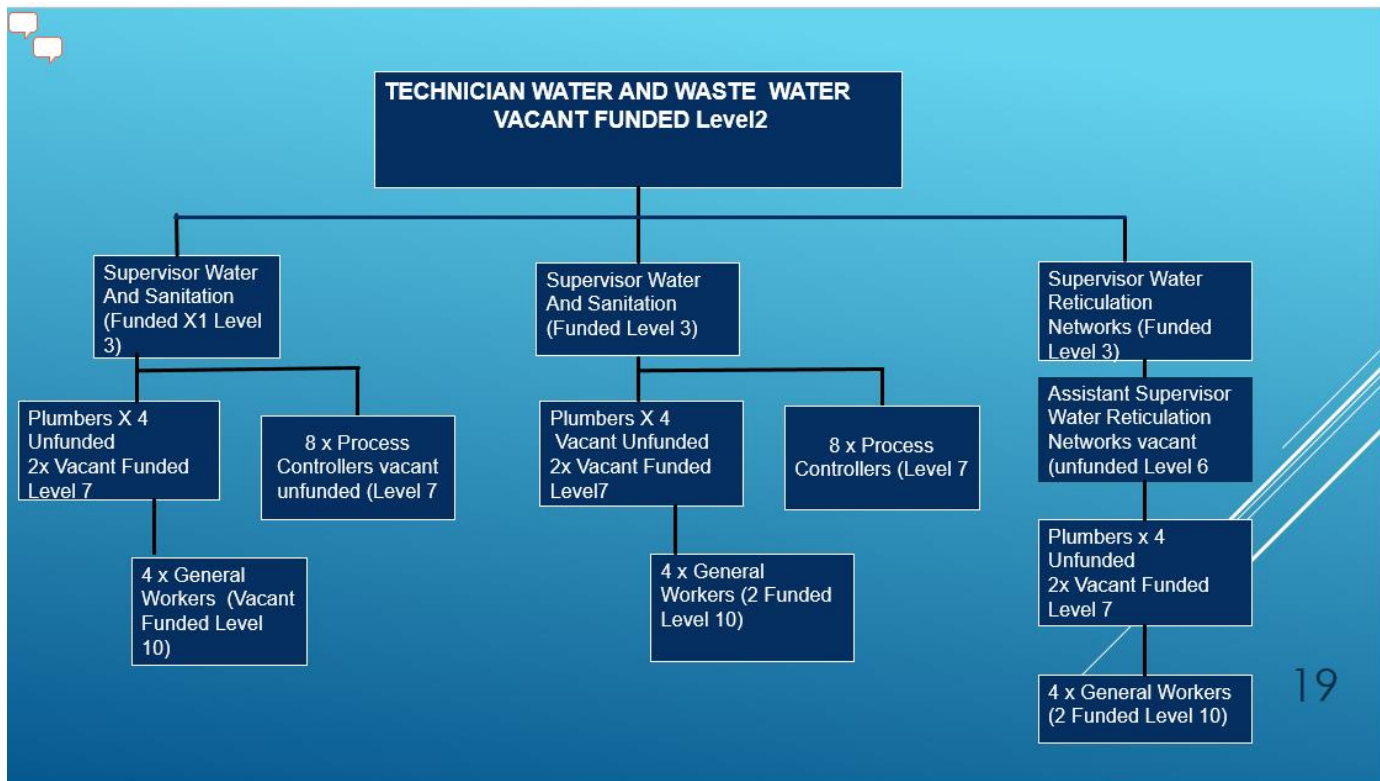 TECHNICIAN WATER AND WASTE WATER
VACANT FUNDED Level2
Supervisor Water
And Sanitation
(Funded X1 Level
3)
Supervisor Water
And Sanitation
(Funded Level 3)
Supervisor Water
Reticulation
Networks (Funded
Level 3)
Plumbers X 4
Unfunded
2x Vacant Funded
Level 7
8 x Process
Controllers vacant
unfunded (Level 7
Plumbers X 4
Vacant Unfunded
2x Vacant Funded
Level7
8 x Process
Controllers (Level 7
Assistant Supervisor
Water Reticulation
Networks vacant
(unfunded Level 6
4 x General
Workers (Vacant
Funded Level
10)
4 x General
Workers (2 Funded
Level 10)
Plumbers x 4
Unfunded
2x Vacant Funded
Level 7
4 x General Workers
(2 Funded Level 10)
19